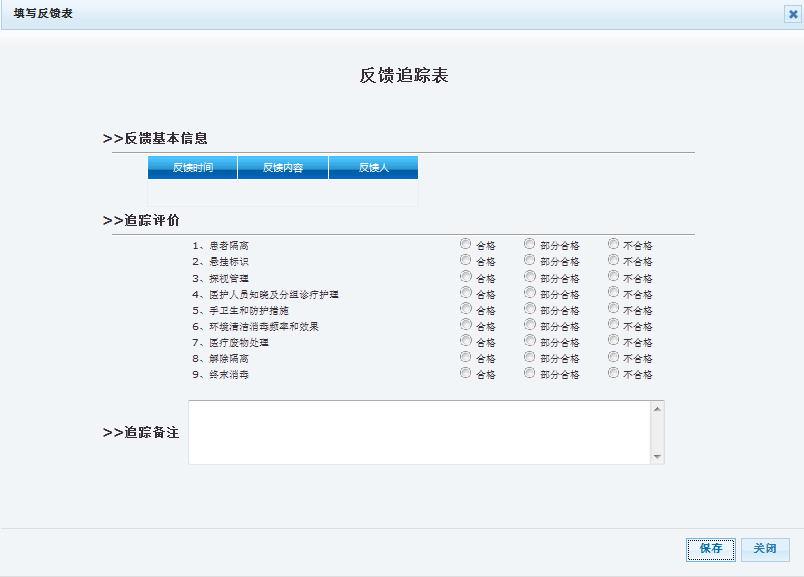 填写反馈表
反馈追踪表
>>反馈基本信息
反馈时间 反馈内容 反馈人
>>追踪评价
1、患者隔离 合格 部分合格 不合格
2、悬挂标识 合格 部分合格 不合格
3、探视管理 合格 部分合格 不合格
4、医护人员知晓及分组诊疗护理 合格 部分合格 不合格
5、手卫生和防护措施 合格 部分合格 不合格
6、环境清洁消毒频率和效果 合格 部分合格 不合格
7、医疗废物处理 合格 部分合格 不合格
8、解除隔离 合格 部分合格 不合格
9、终末消毒 合格 部分合格 不合格
>>追踪备注
保存 关闭